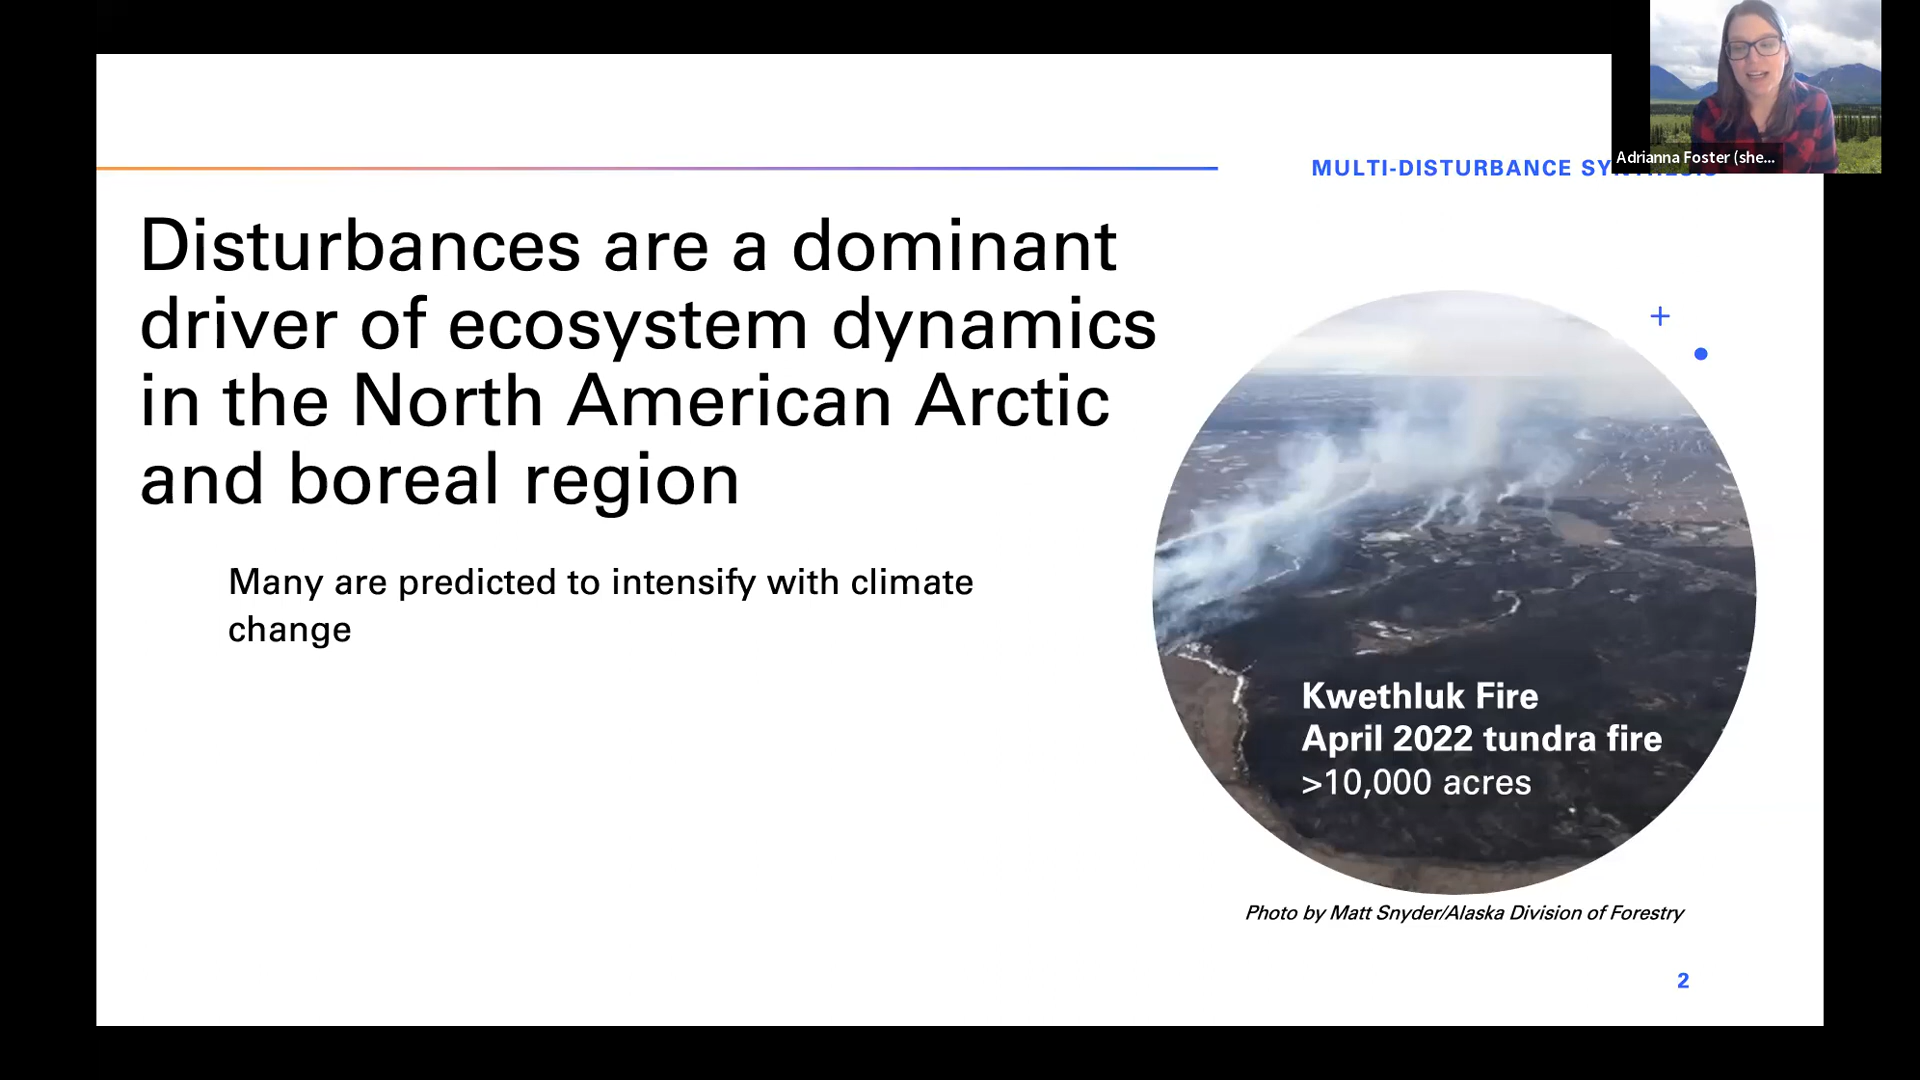 Adrianna Foster (she...
MULTI-DISTURBANCE
Disturbances are a dominant
driver of ecosystem dynamics
in the North American Arctic
and boreal region
Many are predicted to intensify with climate
change
Kwethluk Fire
April 2022 tundra fire
>10,000 acres
Photo by Matt Snyder/Alaska Division of Forestry
2